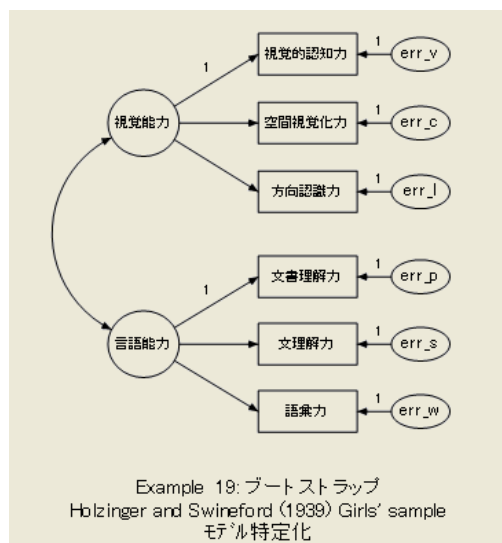 1
視覚的認知力
1
err_v
視覚能力
空間視覚化力
1
err_c
方向認識力
1
err_l
1
文書理解力
1
err_p
言語能力
文理解力
1
err_s
語彙力
1
err_w
Example 19: ブートストラップ
Holzinger and Swineford (1939) Girls' sample
モデル特定化